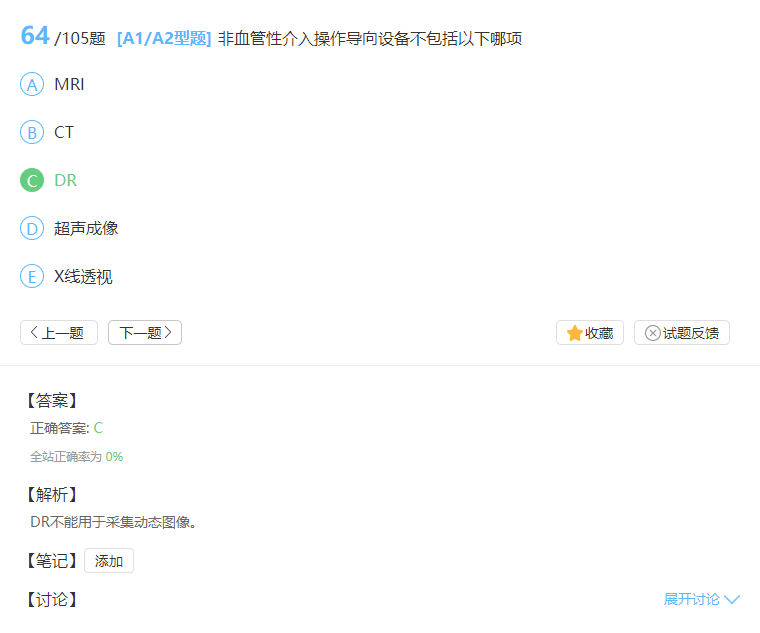 64 /105题 [A1/A2型题] 非血管性介入操作导向设备不包括以下哪项
A MRI
B CT
C DR
D 超声成像
E X线透视
上一题 下一题 收藏 试题反馈
【答案】
正确答案: C
全站正确率为 0%
【解析】
DR不能用于采集动态图像。
【笔记】 添加
【讨论】 展开讨论